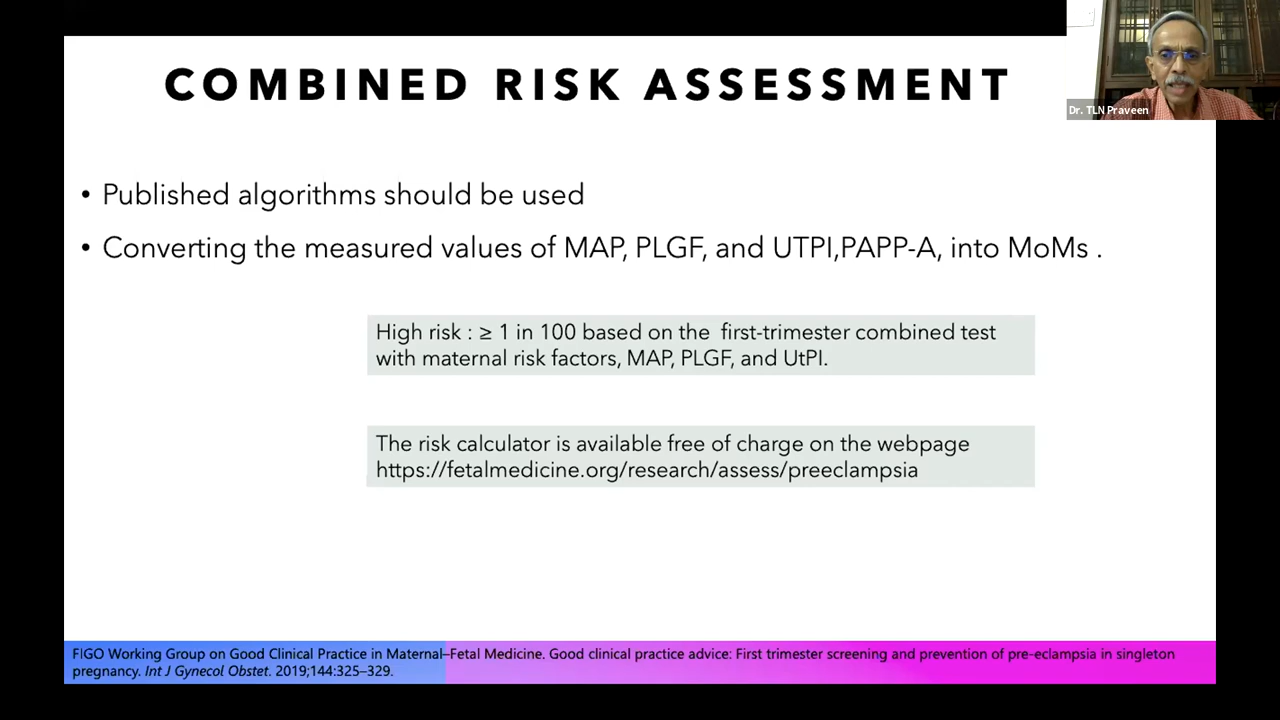 COMBINED RISK ASSESSMENT
Dr. TLN Praveen
• Published algorithms should be used
• Converting the measured values of MAP, PLGF, and UTPI,PAPP-A, into MoMs .
High risk : ≥ 1 in 100 based on the first-trimester combined test
with maternal risk factors, MAP, PLGF, and UtPI.
The risk calculator is available free of charge on the webpage
https://fetalmedicine.org/research/assess/preeclampsia
FIGO Working Group on Good Clinical Practice in Maternal–Fetal Medicine. Good clinical practice advice: First trimester screening and prevention of pre-eclampsia in singleton
pregnancy. Int J Gynecol Obstet. 2019;144:325–329.